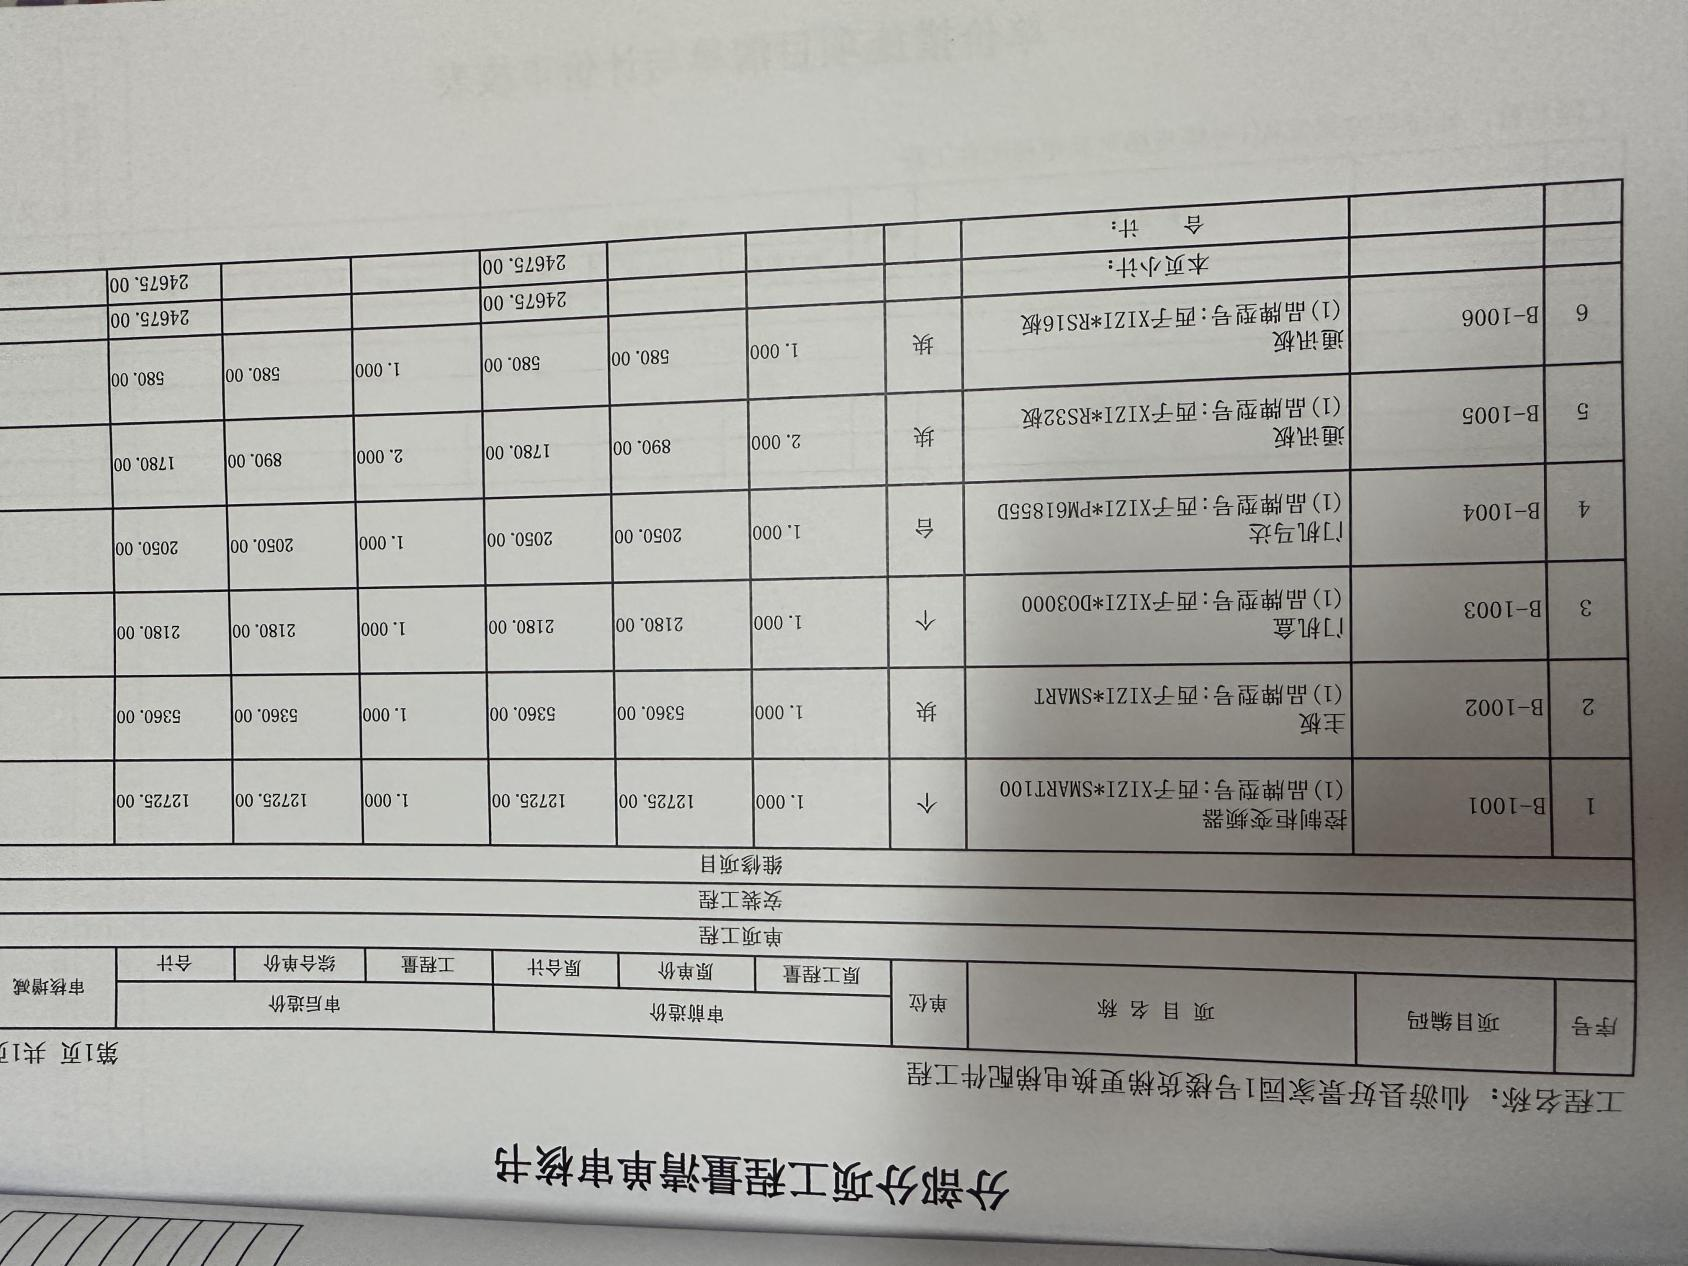 分部分项工程量清单审核书
工程名称：仙游县好景家园1号楼货梯更换电梯配件工程 第1页 共1页
序号 项目编码 项目名称 单位 审前造价 审后造价 审核增减
原工程量 原单价 原合计 工程量 综合单价 合计
单项工程
安装工程
维修项目
1 B-1001 控制柜变频器 个 1.000 12725.00 12725.00 1.000 12725.00 12725.00
(1)品牌型号:西子XIZI*SMART100
2 B-1002 主板 块 1.000 5360.00 5360.00 1.000 5360.00 5360.00
(1)品牌型号:西子XIZI*SMART
3 B-1003 门机盒 个 1.000 2180.00 2180.00 1.000 2180.00 2180.00
(1)品牌型号:西子XIZI*DO3000
4 B-1004 门机马达 台 1.000 2050.00 2050.00 1.000 2050.00 2050.00
(1)品牌型号:西子XIZI*PM61855D
5 B-1005 通讯板 块 2.000 890.00 1780.00 2.000 890.00 1780.00
(1)品牌型号:西子XIZI*RS32板
6 B-1006 通讯板 块 1.000 580.00 580.00 1.000 580.00 580.00
(1)品牌型号:西子XIZI*RS16板
本页小计: 24675.00 24675.00
合 计: 24675.00 24675.00